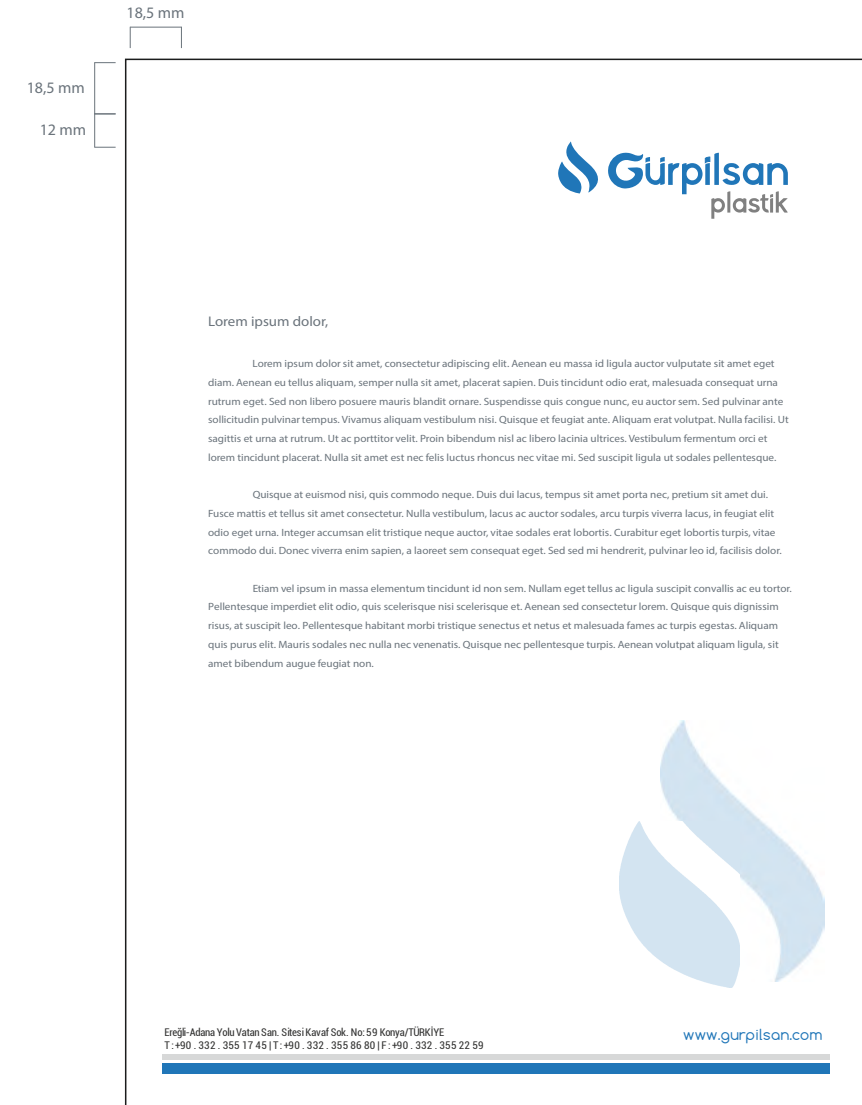 18,5 mm
18,5 mm
12 mm
Gürpilsan
plastik
Lorem ipsum dolor,
Lorem ipsum dolor sit amet, consectetur adipiscing elit. Aenean eu massa id ligula auctor vulputate sit amet eget
diam. Aenean eu tellus aliquam, semper nulla sit amet, placerat sapien. Duis tincidunt odio erat, malesuada consequat urna
rutrum eget. Sed non libero posuere mauris blandit ornare. Suspendisse quis congue nunc, eu auctor sem. Sed pulvinar ante
sollicitudin pulvinar tempus. Vivamus aliquam vestibulum nisi. Quisque et feugiat ante. Aliquam erat volutpat. Nulla facilisi. Ut
sagittis et urna at rutrum. Ut ac porttitor velit. Proin bibendum nisl ac libero lacinia ultrices. Vestibulum fermentum orci et
lorem tincidunt placerat. Nulla sit amet est nec felis luctus rhoncus nec vitae mi. Sed suscipit ligula ut sodales pellentesque.
Quisque at euismod nisi, quis commodo neque. Duis dui lacus, tempus sit amet porta nec, pretium sit amet dui.
Fusce mattis et tellus sit amet consectetur. Nulla vestibulum, lacus ac auctor sodales, arcu turpis viverra lacus, in feugiat elit
odio eget urna. Integer accumsan elit tristique neque auctor, vitae sodales erat lobortis. Curabitur eget lobortis turpis, vitae
commodo dui. Donec viverra enim sapien, a laoreet sem consequat eget. Sed sed mi hendrerit, pulvinar leo id, facilisis dolor.
Etiam vel ipsum in massa elementum tincidunt id non sem. Nullam eget tellus ac ligula suscipit convallis ac eu tortor.
Pellentesque imperdiet elit odio, quis scelerisque nisi scelerisque et. Aenean sed consectetur lorem. Quisque quis dignissim
risus, at suscipit leo. Pellentesque habitant morbi tristique senectus et netus et malesuada fames ac turpis egestas. Aliquam
quis purus elit. Mauris sodales nec nulla nec venenatis. Quisque nec pellentesque turpis. Aenean volutpat aliquam ligula, sit
amet bibendum augue feugiat non.
Ereğli-Adana Yolu Vatan San. Sitesi Kavaf Sok. No: 59 Konya/TÜRKİYE
T : +90 . 332 . 355 17 45 | T : +90 . 332 . 355 86 80 | F : +90 . 332 . 355 22 59
www.gurpilsan.com